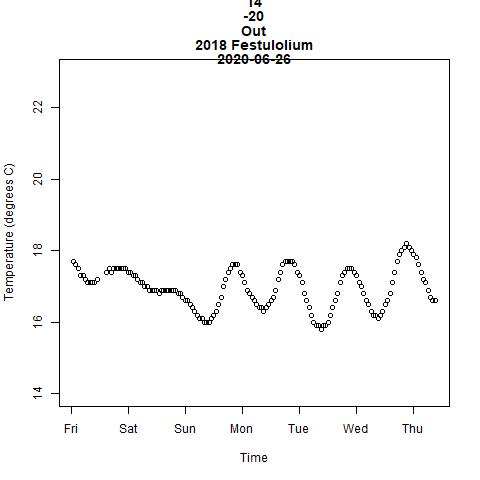 14
-20
Out
2018 Festulolium
2020-06-26
Temperature (degrees C)
22
20
18
16
14
Fri Sat Sun Mon Tue Wed Thu
Time